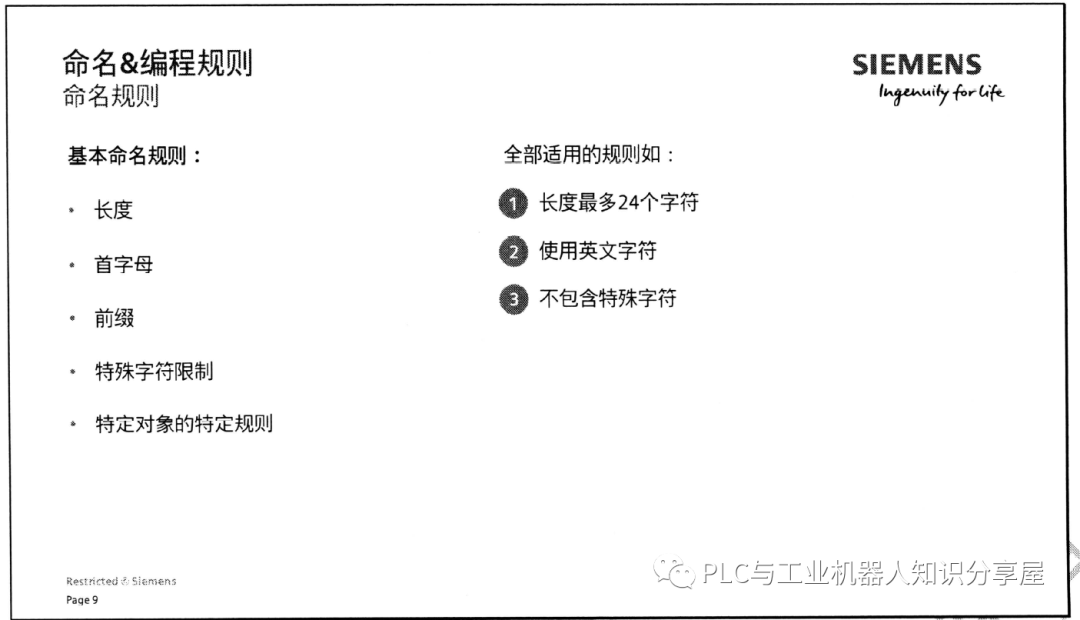 命名&编程规则
命名规则
SIEMENS
Ingenuity for life
基本命名规则：
• 长度
• 首字母
• 前缀
• 特殊字符限制
• 特定对象的特定规则
全部适用的规则如：
1 长度最多24个字符
2 使用英文字符
3 不包含特殊字符
Restricted © Siemens
Page 9
PLC与工业机器人知识分享屋